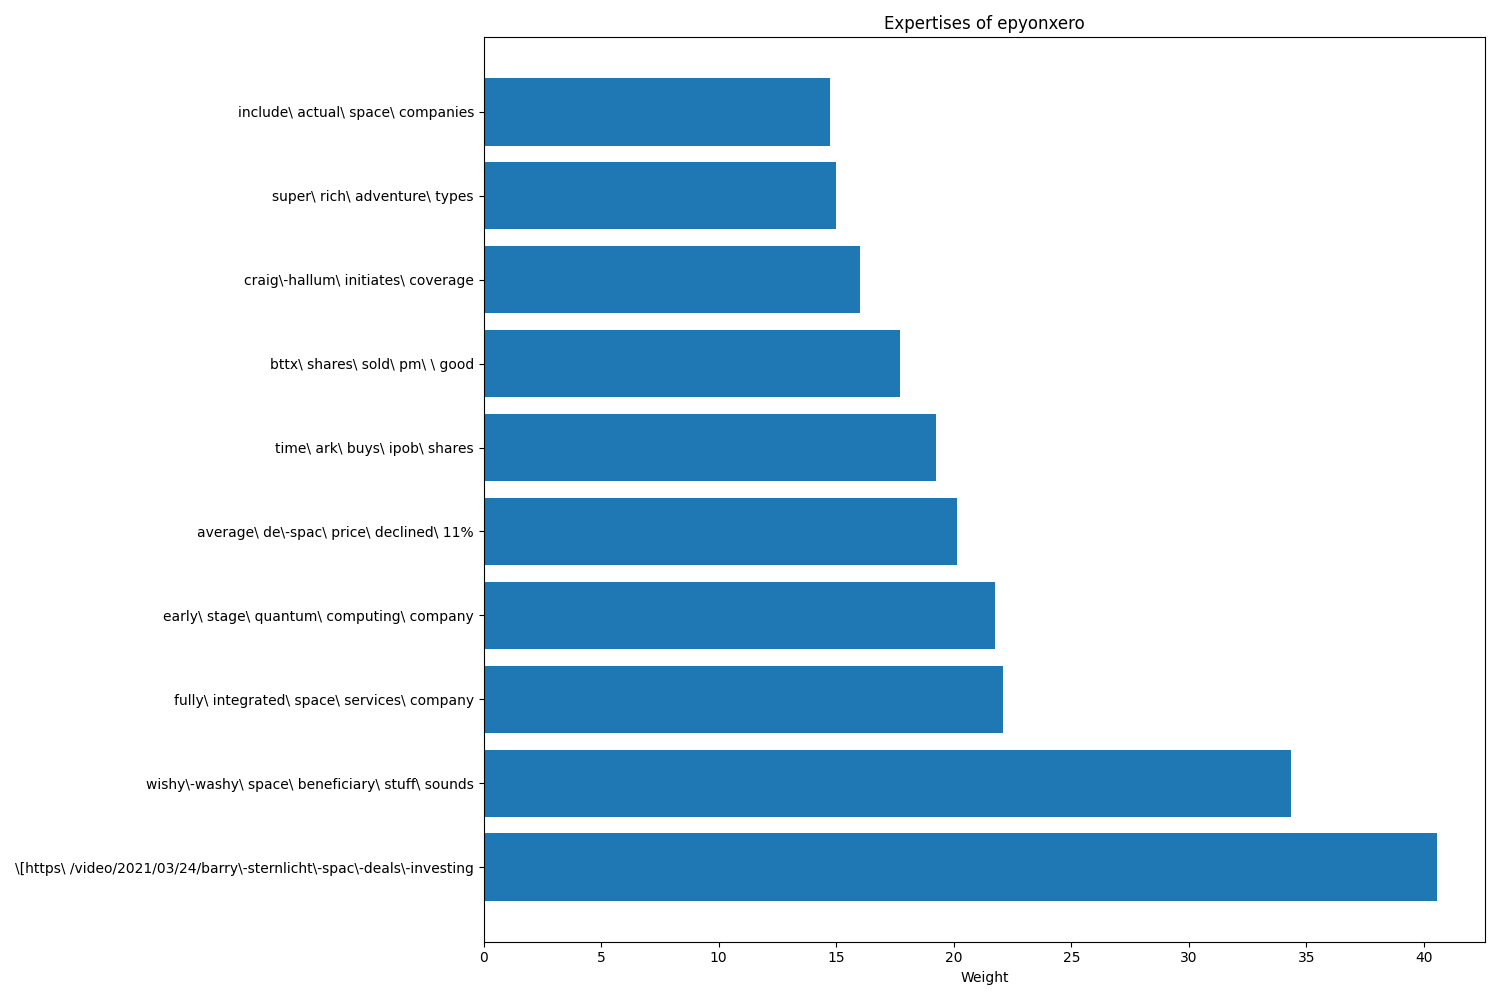 Expertises of epyonxero
include\ actual\ space\ companies
super\ rich\ adventure\ types
craig\-hallum\ initiates\ coverage
bttx\ shares\ sold\ pm\ \ good
time\ ark\ buys\ ipob\ shares
average\ de\-spac\ price\ declined\ 11%
early\ stage\ quantum\ computing\ company
fully\ integrated\ space\ services\ company
wishy\-washy\ space\ beneficiary\ stuff\ sounds
\[https\ /video/2021/03/24/barry\-sternlicht\-spac\-deals\-investing
0 5 10 15 20 25 30 35 40
Weight